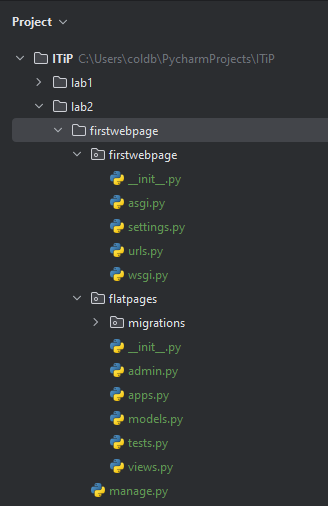 Project
ITiP C:\Users\coldb\PycharmProjects\ITiP
lab1
lab2
firstwebpage
firstwebpage
__init__.py
asgi.py
settings.py
urls.py
wsgi.py
flatpages
migrations
__init__.py
admin.py
apps.py
models.py
tests.py
views.py
manage.py